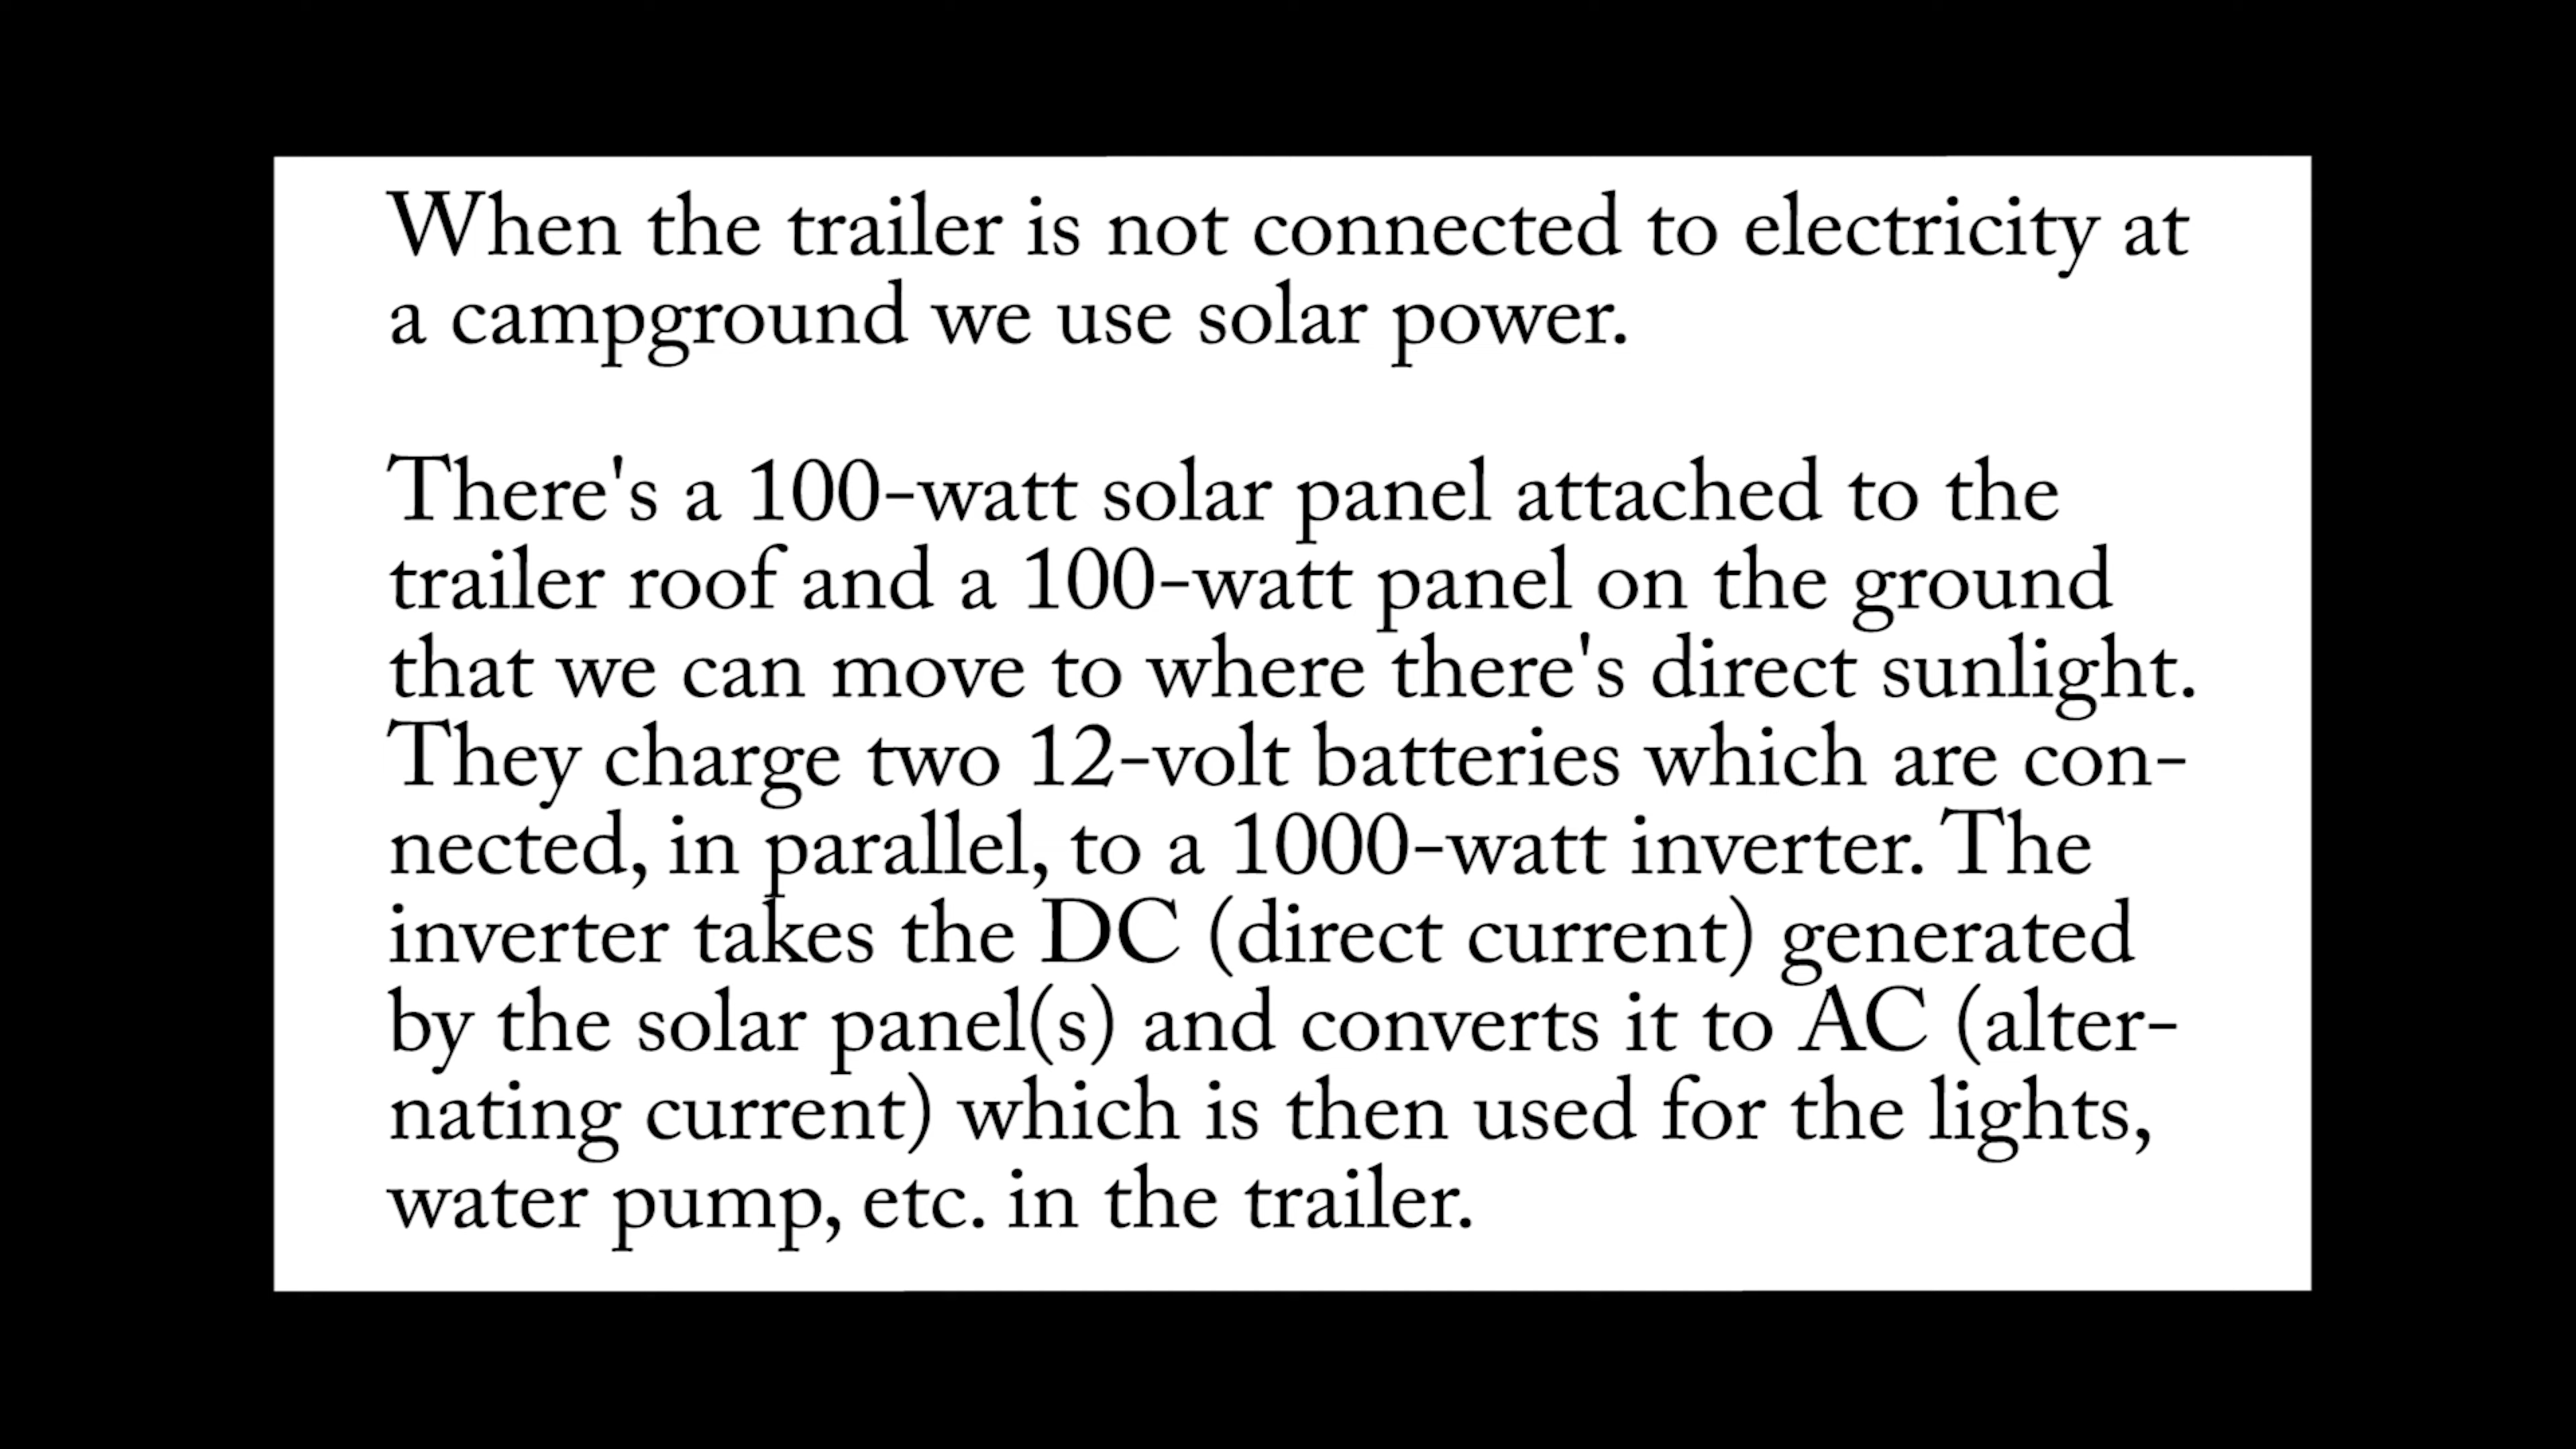 When the trailer is not connected to electricity at
a campground we use solar power.
There's a 100-watt solar panel attached to the
trailer roof and a 100-watt panel on the ground
that we can move to where there's direct sunlight.
They charge two 12-volt batteries which are con-
nected, in parallel, to a 1000-watt inverter. The
inverter takes the DC (direct current) generated
by the solar panel(s) and converts it to AC (alter-
nating current) which is then used for the lights,
water pump, etc. in the trailer.